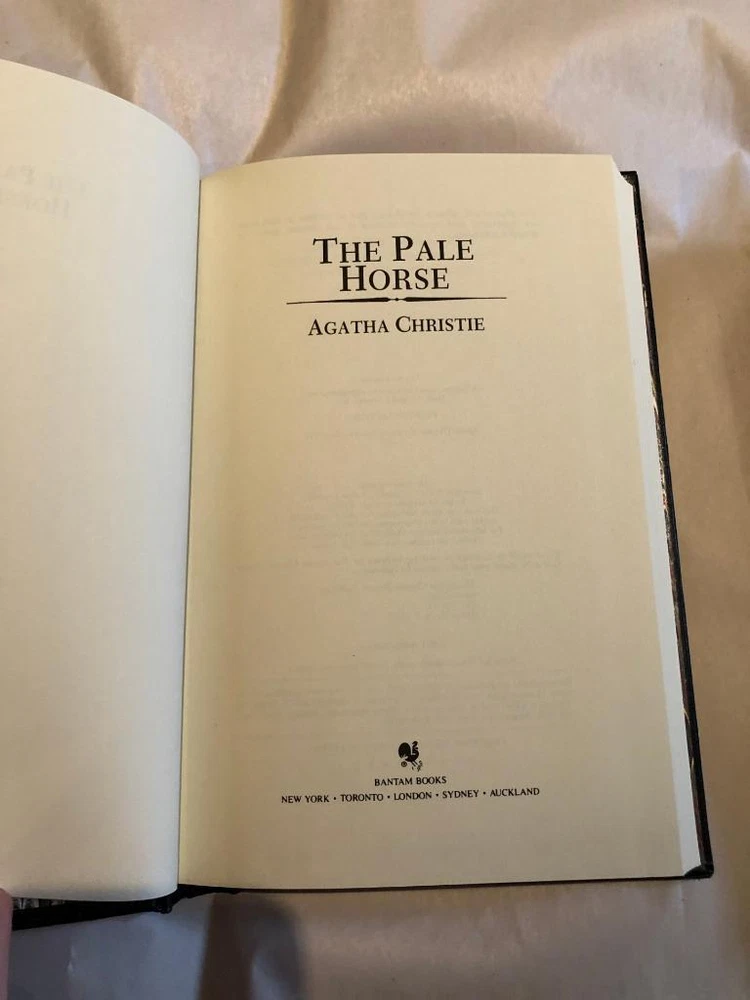 THE PALE
HORSE
AGATHA CHRISTIE
BANTAM BOOKS
NEW YORK • TORONTO • LONDON • SYDNEY • AUCKLAND